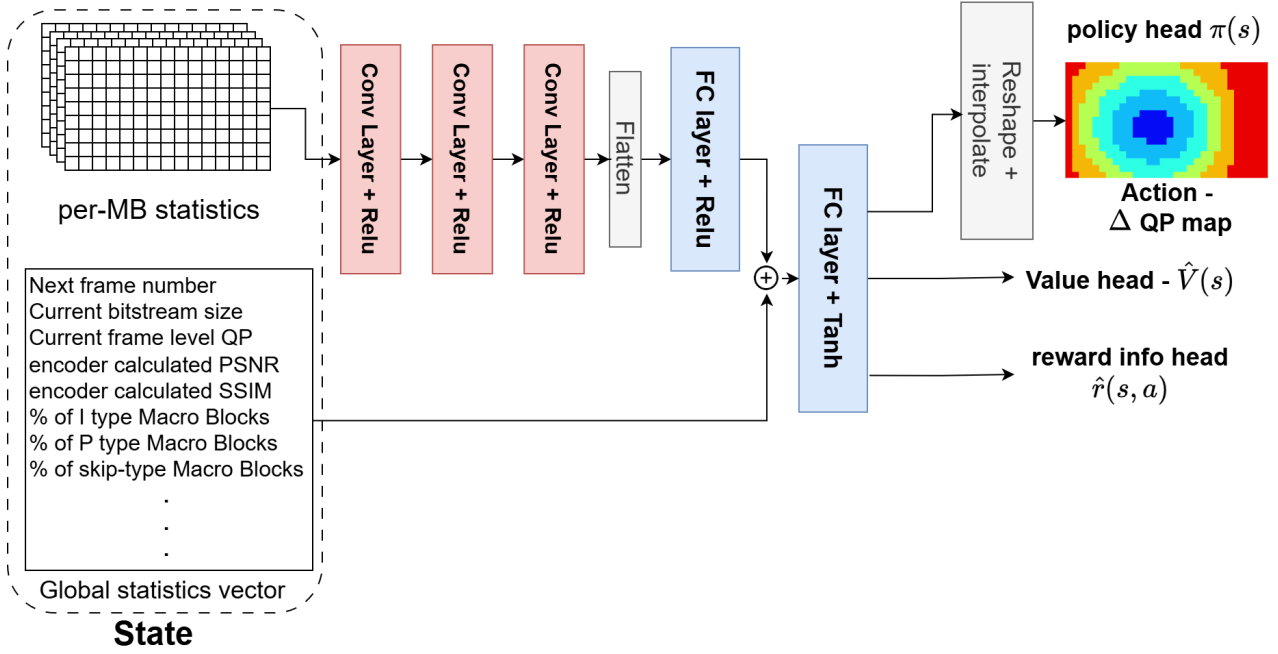 per-MB statistics
Next frame number
Current bitstream size
Current frame level QP
encoder calculated PSNR
encoder calculated SSIM
% of I type Macro Blocks
% of P type Macro Blocks
% of skip-type Macro Blocks
.
.
.
Global statistics vector
State
Conv Layer + Relu
Conv Layer + Relu
Conv Layer + Relu
Flatten
FC layer + Relu
+
FC layer + Tanh
Reshape +
interpolate
policy head π(s)
Action -
Δ QP map
Value head - V̂(s)
reward info head
r̂(s, a)